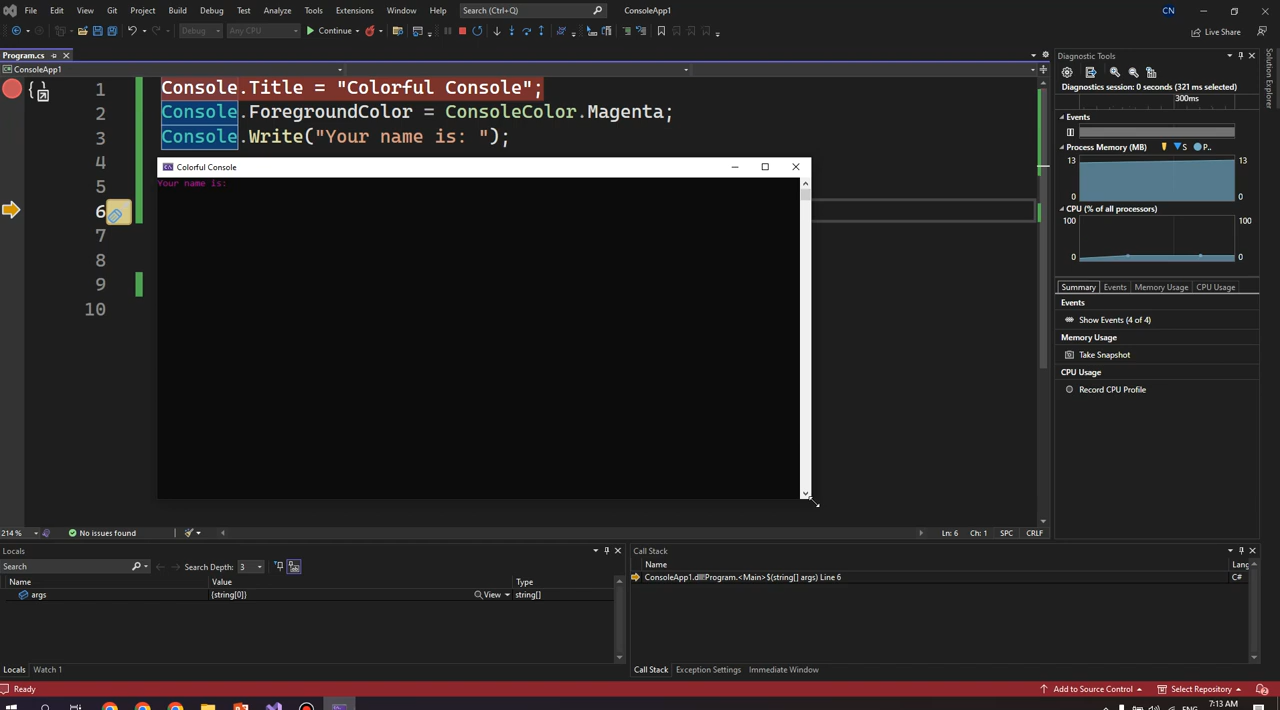 File Edit View Git Project Build Debug Test Analyze Tools Extensions Window Help Search (Ctrl+Q) ConsoleApp1 CN
Debug Any CPU Continue Live Share
Program.cs
ConsoleApp1
1 Console.Title = "Colorful Console";
2 Console.ForegroundColor = ConsoleColor.Magenta;
3 Console.Write("Your name is: ");
4
5
6
7
8
9
10
Colorful Console
Your name is:
Diagnostic Tools
Diagnostics session: 0 seconds (321 ms selected)
300ms
Events
Process Memory (MB) S P..
13 13
0 0
CPU (% of all processors)
100 100
0 0
Summary Events Memory Usage CPU Usage
Events
Show Events (4 of 4)
Memory Usage
Take Snapshot
CPU Usage
Record CPU Profile
Solution Explorer
214 % No issues found Ln: 6 Ch: 1 SPC CRLF
Locals
Search Search Depth: 3
Name Value Type
args {string[0]} View string[]
Locals Watch 1
Call Stack
Name Lang
ConsoleApp1.dll!Program.<Main>$(string[] args) Line 6 C#
Call Stack Exception Settings Immediate Window
Ready Add to Source Control Select Repository 2
ENG 7:13 AM